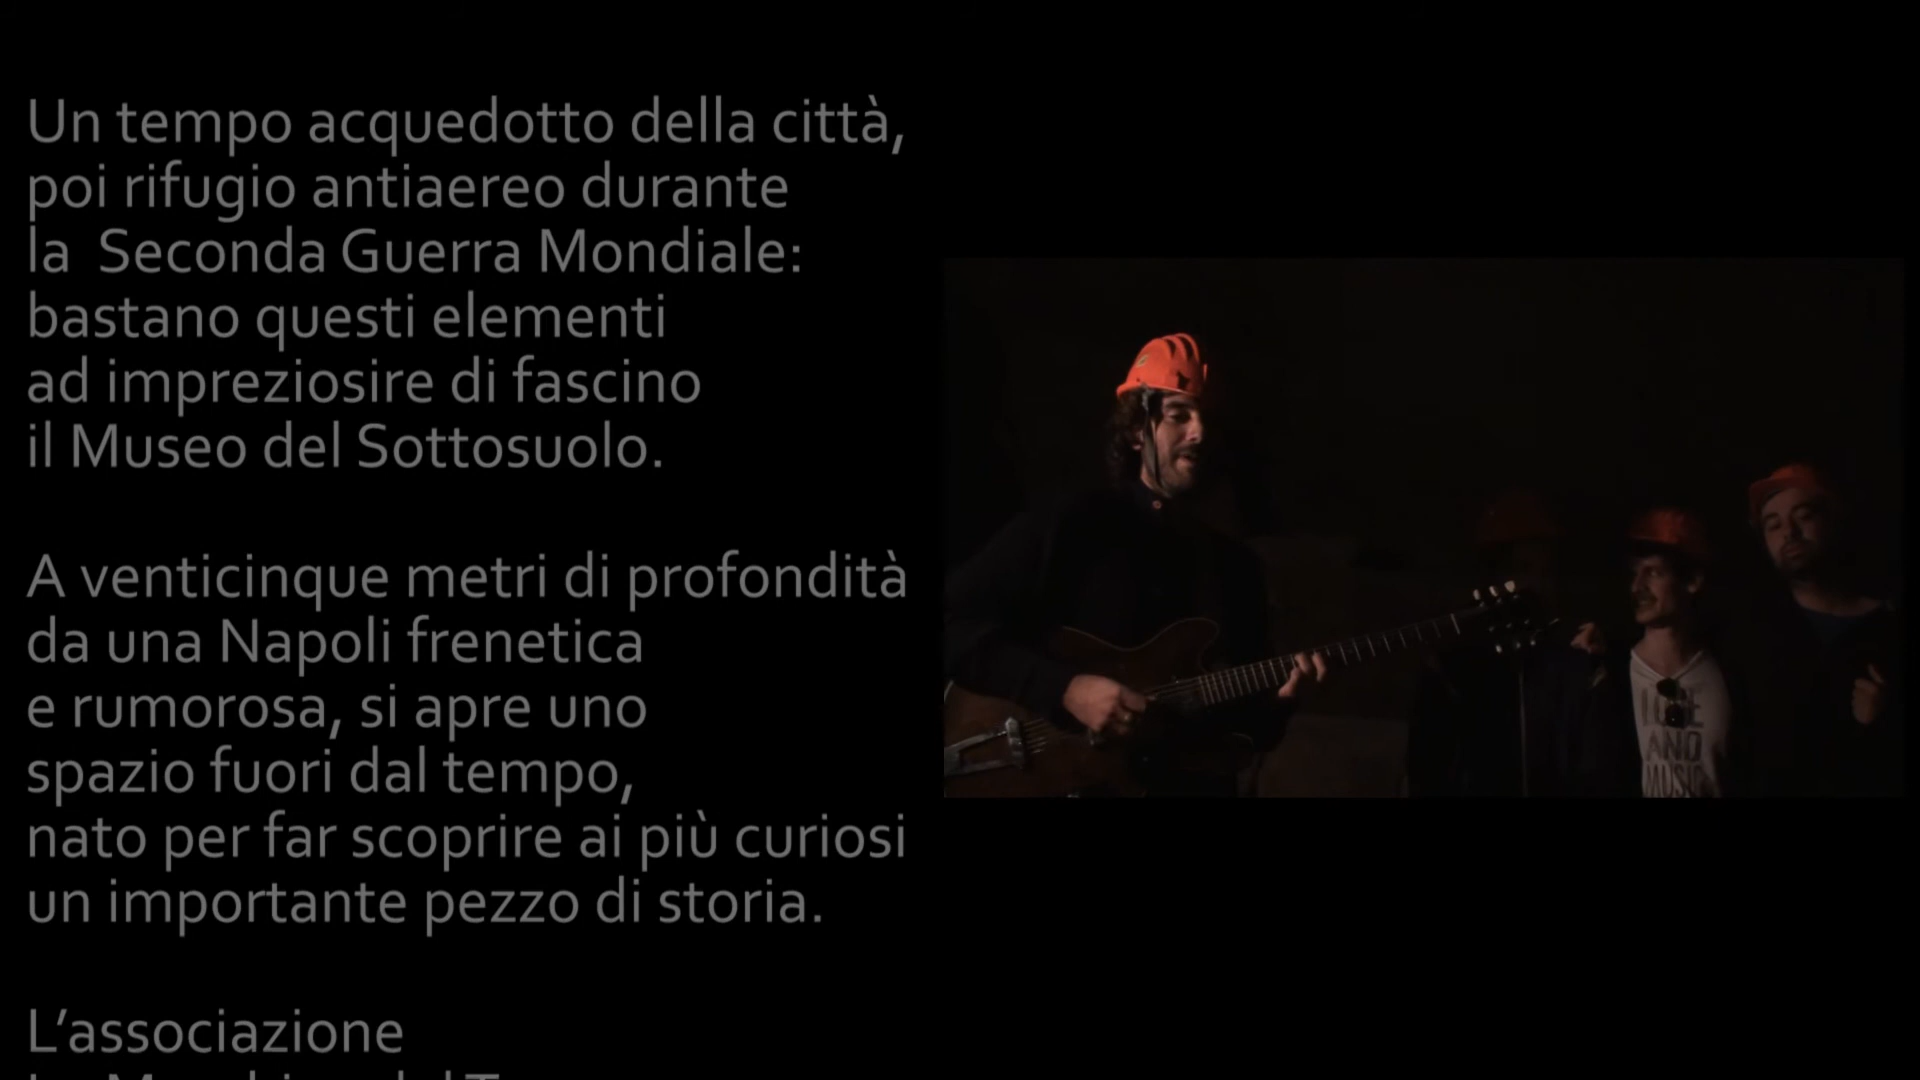 Un tempo acquedotto della città,
poi rifugio antiaereo durante
la  Seconda Guerra Mondiale:
bastano questi elementi
ad impreziosire di fascino
il Museo del Sottosuolo.
A venticinque metri di profondità
da una Napoli frenetica
e rumorosa, si apre uno
spazio fuori dal tempo,
nato per far scoprire ai più curiosi
un importante pezzo di storia.
L’associazione
AND
MUSIC